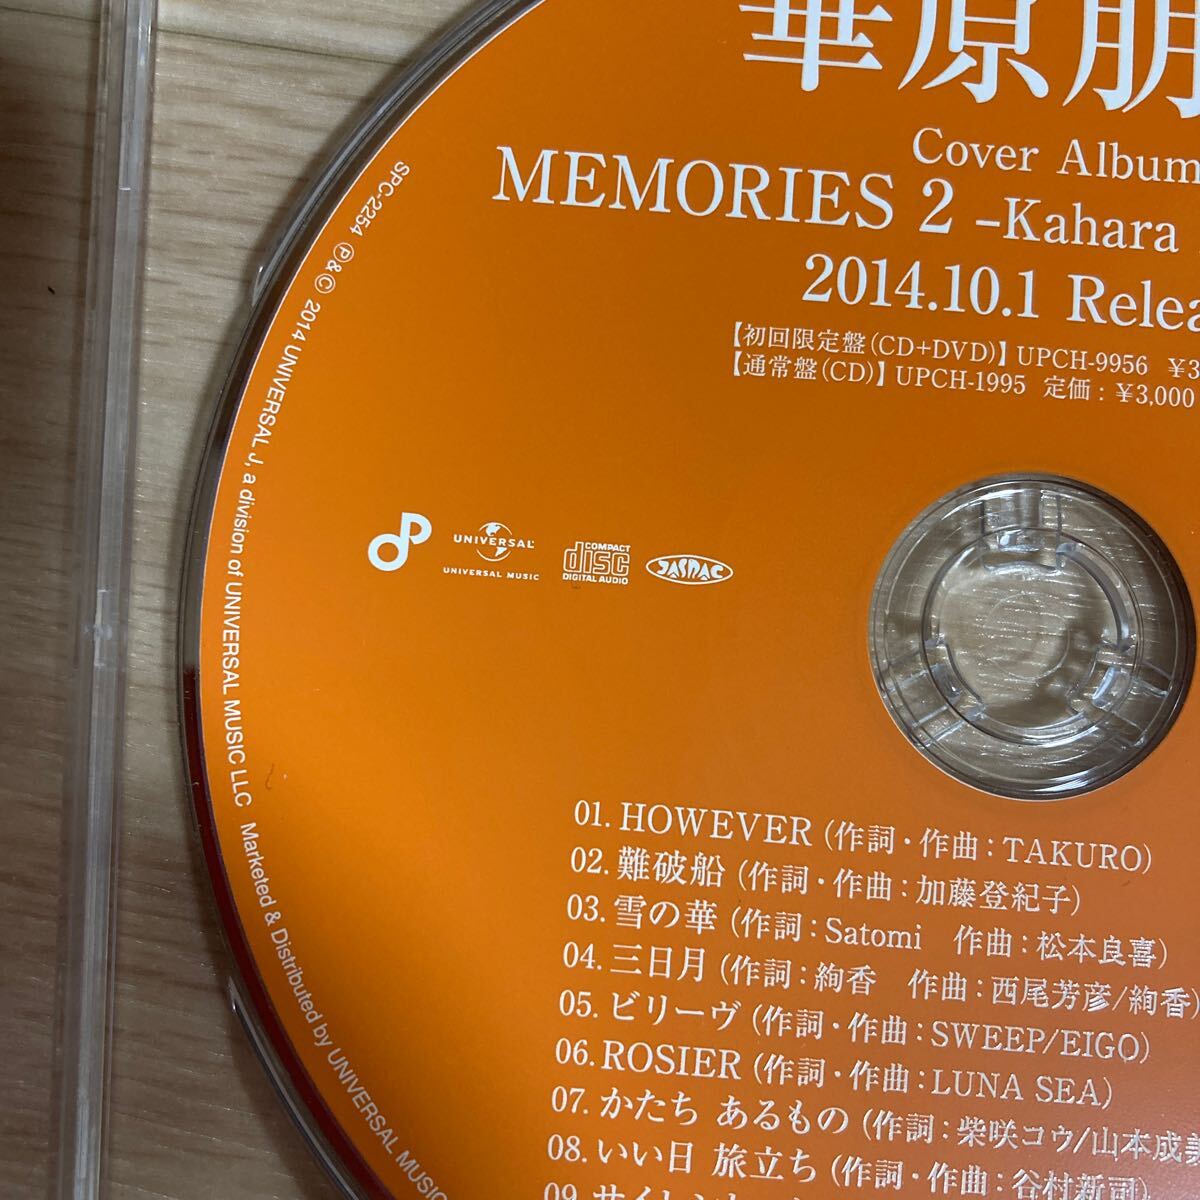 華原朋
Cover Album
MEMORIES 2 –Kahara
2014.10.1 Relea
【初回限定盤(CD+DVD)】 UPCH-9956 ¥3
【通常盤(CD)】 UPCH-1995 定価：¥3,000
SPC-2254 Ⓟ&Ⓒ 2014 UNIVERSAL J, a division of UNIVERSAL MUSIC LLC Marketed & Distributed by UNIVERSAL MUSIC
UNIVERSAL
UNIVERSAL MUSIC
COMPACT
disc
DIGITAL AUDIO
JASRAC
01. HOWEVER (作詞・作曲：TAKURO)
02. 難破船 (作詞・作曲：加藤登紀子)
03. 雪の華 (作詞：Satomi 作曲：松本良喜)
04. 三日月 (作詞：絢香 作曲：西尾芳彦/絢香)
05. ビリーヴ (作詞・作曲：SWEEP/EIGO)
06. ROSIER (作詞・作曲：LUNA SEA)
07. かたち あるもの (作詞：柴咲コウ/山本成美
08. いい日 旅立ち (作詞・作曲：谷村新司)
09.